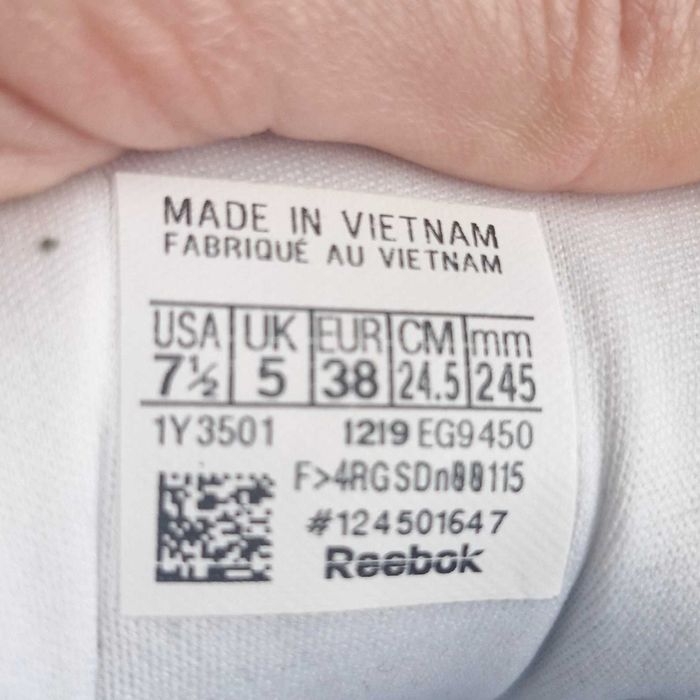 MADE IN VIETNAM
FABRIQUÉ AU VIETNAM
USA UK EUR CM mm
7½ 5 38 24.5 245
1Y3501 1219 EG9450
F>4RGSDn00115
#124501647
Reebok